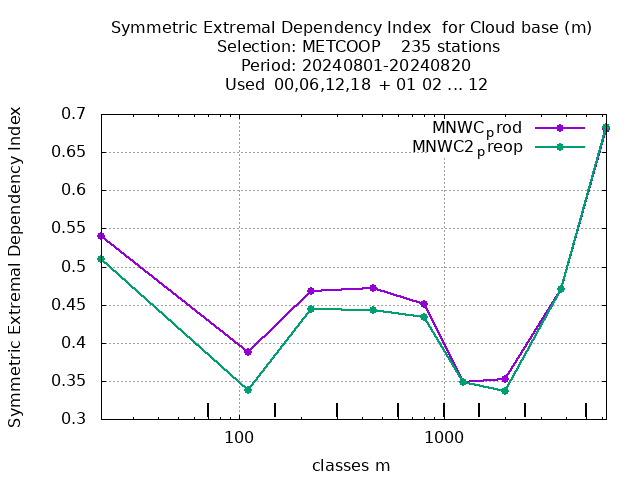 Symmetric Extremal Dependency Index  for Cloud base (m)
Selection: METCOOP    235 stations
Period: 20240801-20240820
Used  00,06,12,18 + 01 02 ... 12
Symmetric Extremal Dependency Index
0.7
0.65
0.6
0.55
0.5
0.45
0.4
0.35
0.3
MNWCprod
MNWC2preop
100
1000
classes m